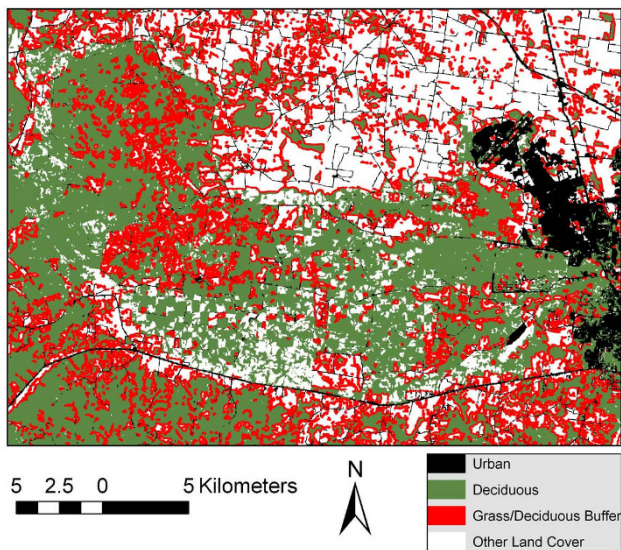 5 2.5 0 5 Kilometers
N
Urban
Deciduous
Grass/Deciduous Buffer
Other Land Cover